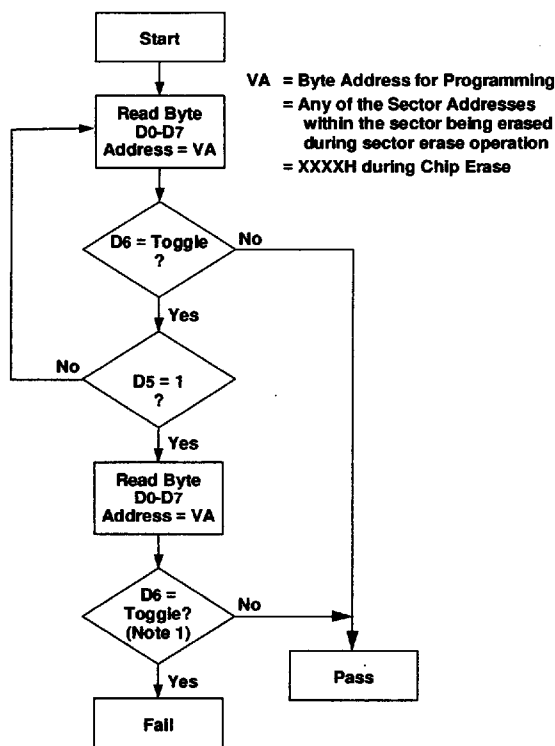 Start
VA = Byte Address for Programming
= Any of the Sector Addresses
within the sector being erased
during sector erase operation
= XXXXH during Chip Erase
Read Byte
D0-D7
Address = VA
D6 = Toggle
?
No
Yes
No
D5 = 1
?
Yes
Read Byte
D0-D7
Address = VA
D6 =
Toggle?
(Note 1)
No
Yes
Pass
Fail